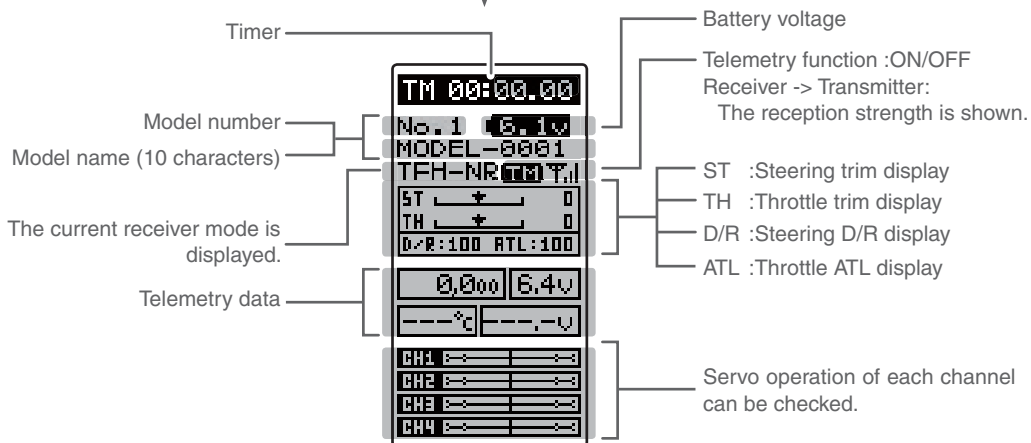 Timer
Model number
Model name (10 characters)
The current receiver mode is
displayed.
Telemetry data
TM 00:00.00
No.1 6.1v
MODEL-0001
TFH-NR TM
ST 0
TH 0
D/R:100 ATL:100
0,000 6.4v
---°C ---.-v
CH1
CH2
CH3
CH4
Battery voltage
Telemetry function :ON/OFF
Receiver -> Transmitter:
The reception strength is shown.
ST :Steering trim display
TH :Throttle trim display
D/R :Steering D/R display
ATL :Throttle ATL display
Servo operation of each channel
can be checked.